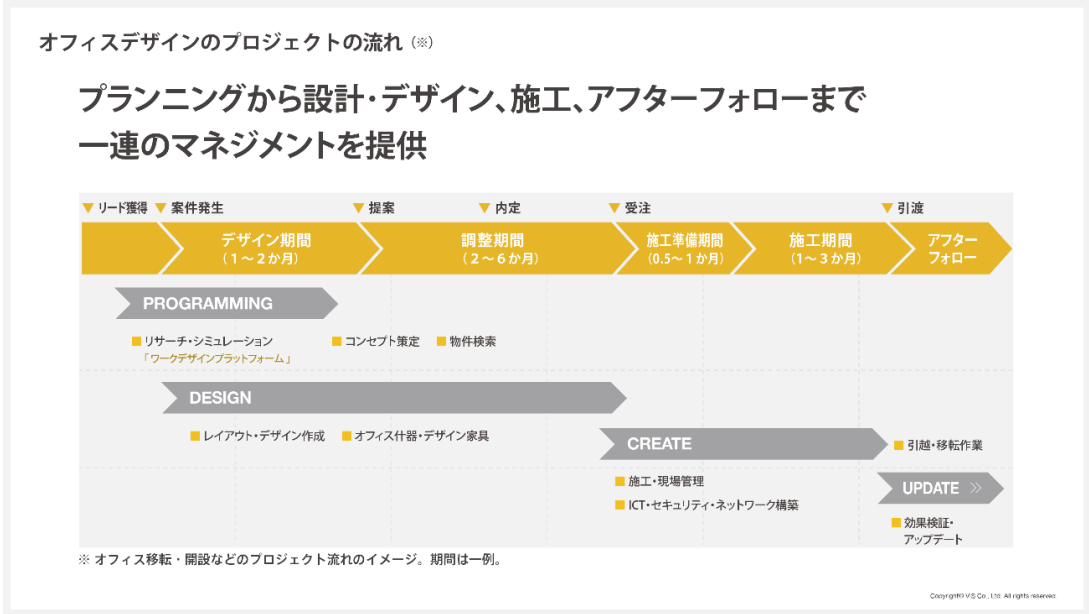 オフィスデザインのプロジェクトの流れ（※）
プランニングから設計・デザイン、施工、アフターフォローまで
一連のマネジメントを提供
▼ リード獲得 ▼ 案件発生 ▼ 提案 ▼ 内定 ▼ 受注 ▼ 引渡
デザイン期間 調整期間 施工準備期間 施工期間 アフター
（1～2か月） （2～6か月） （0.5～1か月） （1～3か月） フォロー
PROGRAMMING
リサーチ・シミュレーション コンセプト策定 物件検索
「ワークデザインプラットフォーム」
DESIGN
レイアウト・デザイン作成 オフィス什器・デザイン家具
CREATE 引越・移転作業
施工・現場管理 UPDATE
ICT・セキュリティ・ネットワーク構築
効果検証・
アップデート
※ オフィス移転・開設などのプロジェクト流れのイメージ。期間は一例。
Copyright© VIS Co., Ltd. All rights reserved.